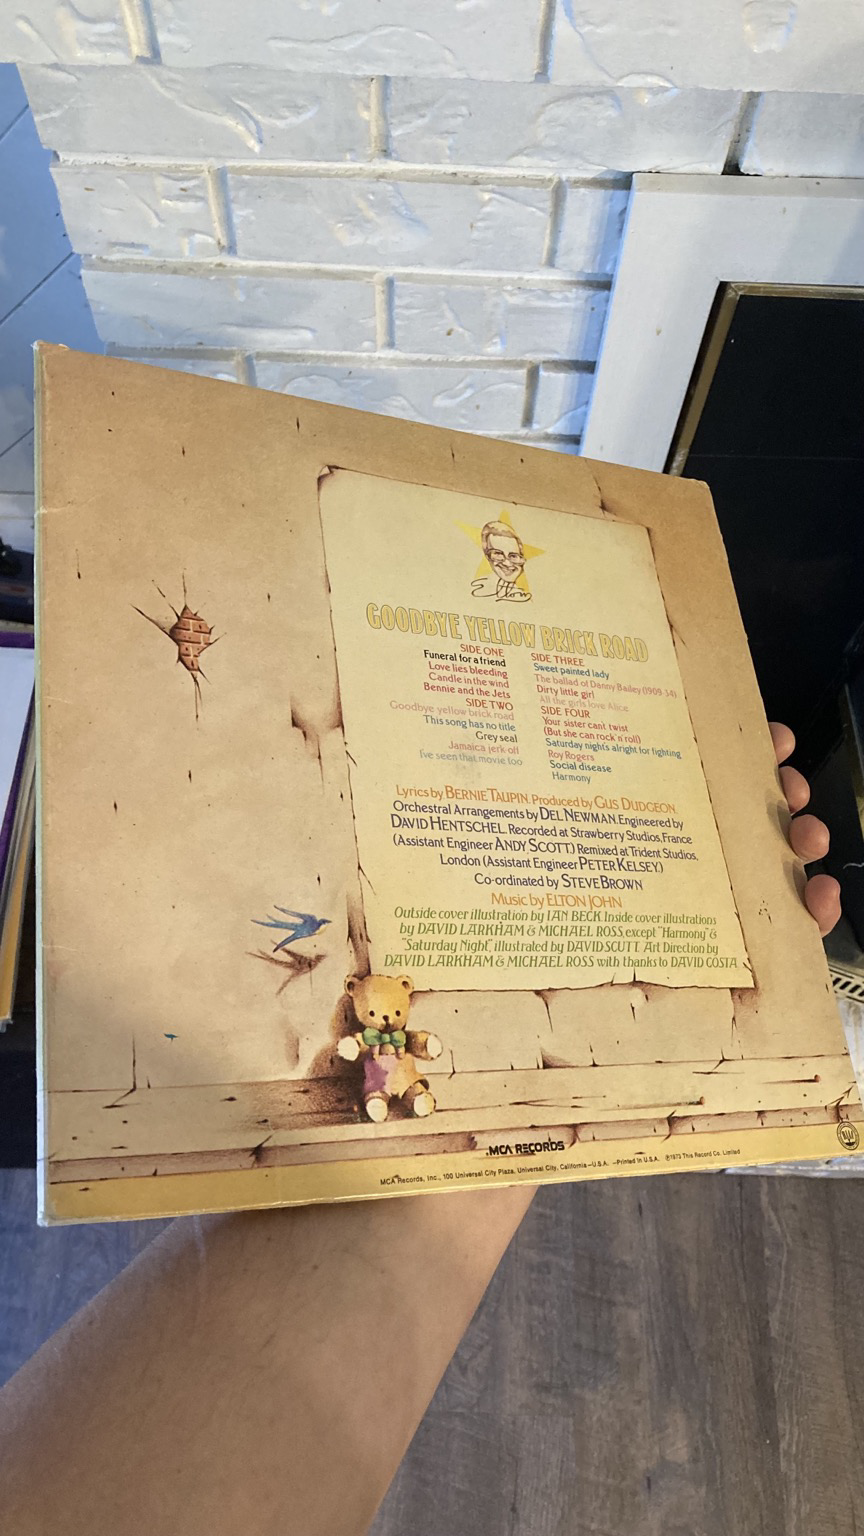 Elton
GOODBYE YELLOW BRICK ROAD
SIDE ONE
Funeral for a friend
Love lies bleeding
Candle in the wind
Bennie and the Jets
SIDE TWO
Goodbye yellow brick road
This song has no title
Grey seal
Jamaica jerk-off
I've seen that movie too
SIDE THREE
Sweet painted lady
The ballad of Danny Bailey (1909-34)
Dirty little girl
All the girls love Alice
SIDE FOUR
Your sister can't twist
(But she can rock 'n' roll)
Saturday night's alright for fighting
Roy Rogers
Social disease
Harmony
Lyrics by BERNIE TAUPIN. Produced by GUS DUDGEON.
Orchestral Arrangements by DEL NEWMAN. Engineered by
DAVID HENTSCHEL. Recorded at Strawberry Studios, France
(Assistant Engineer ANDY SCOTT) Remixed at Trident Studios,
London (Assistant Engineer PETER KELSEY.)
Co-ordinated by STEVE BROWN
Music by ELTON JOHN
Outside cover illustration by IAN BECK. Inside cover illustrations
by DAVID LARKHAM & MICHAEL ROSS, except "Harmony" &
"Saturday Night", illustrated by DAVID SCUTT. Art Direction by
DAVID LARKHAM & MICHAEL ROSS with thanks to DAVID COSTA
MCA RECORDS
MCA Records, Inc., 100 Universal City Plaza, Universal City, California—U.S.A. —Printed in U.S.A. ℗1973 This Record Co. Limited